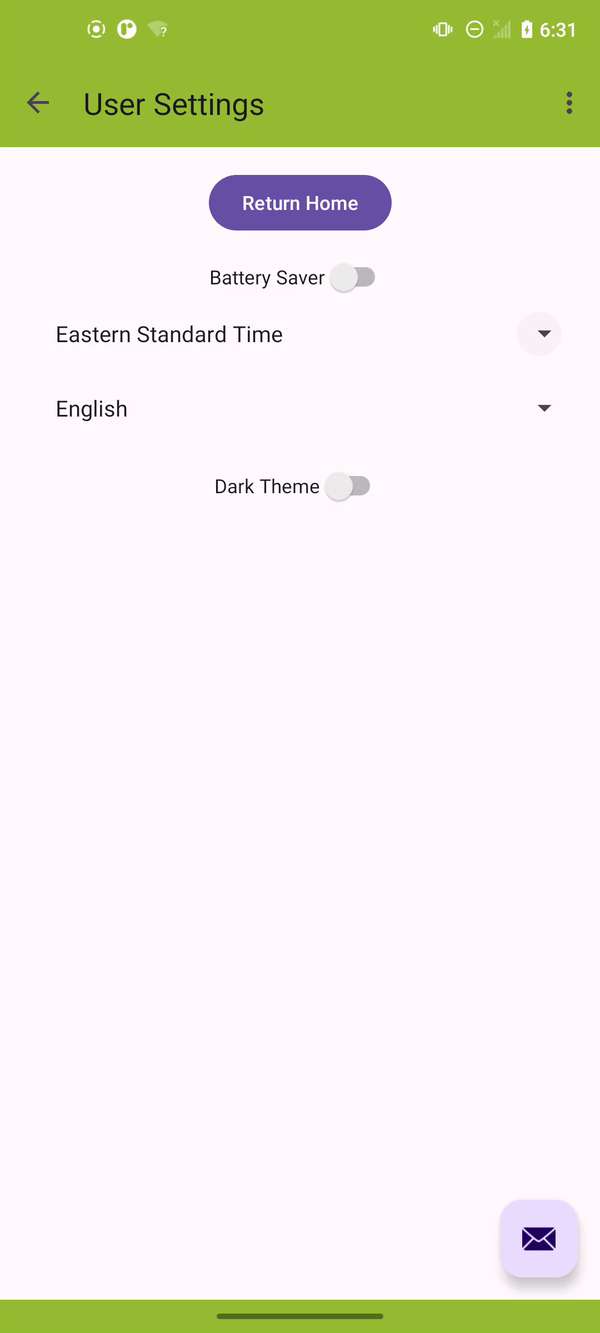 6:31
User Settings
Return Home
Battery Saver
Eastern Standard Time
English
Dark Theme